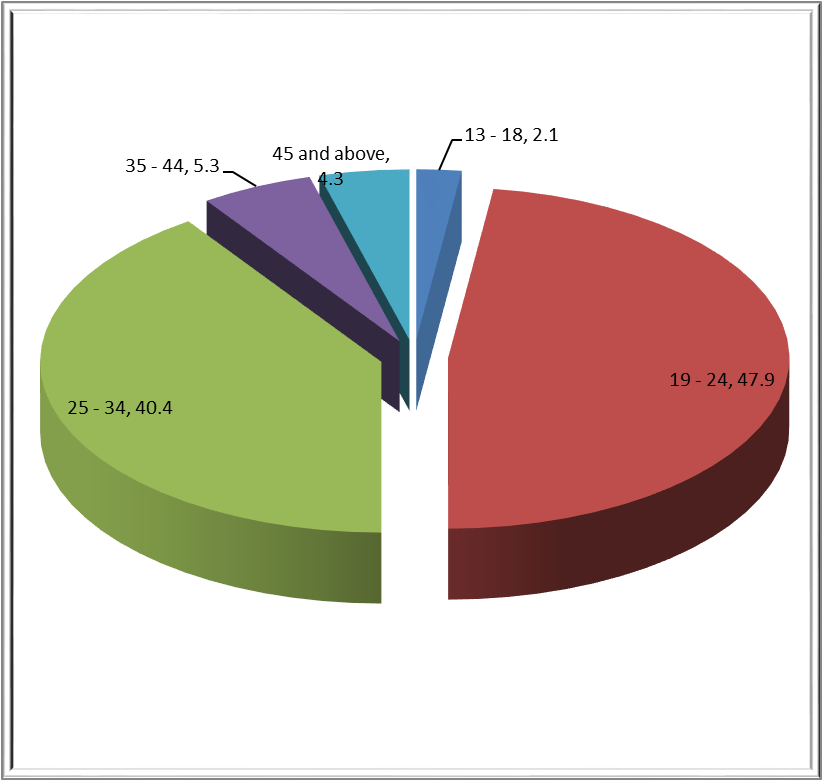 13 - 18, 2.1
45 and above,
4.3
35 - 44, 5.3
19 - 24, 47.9
25 - 34, 40.4